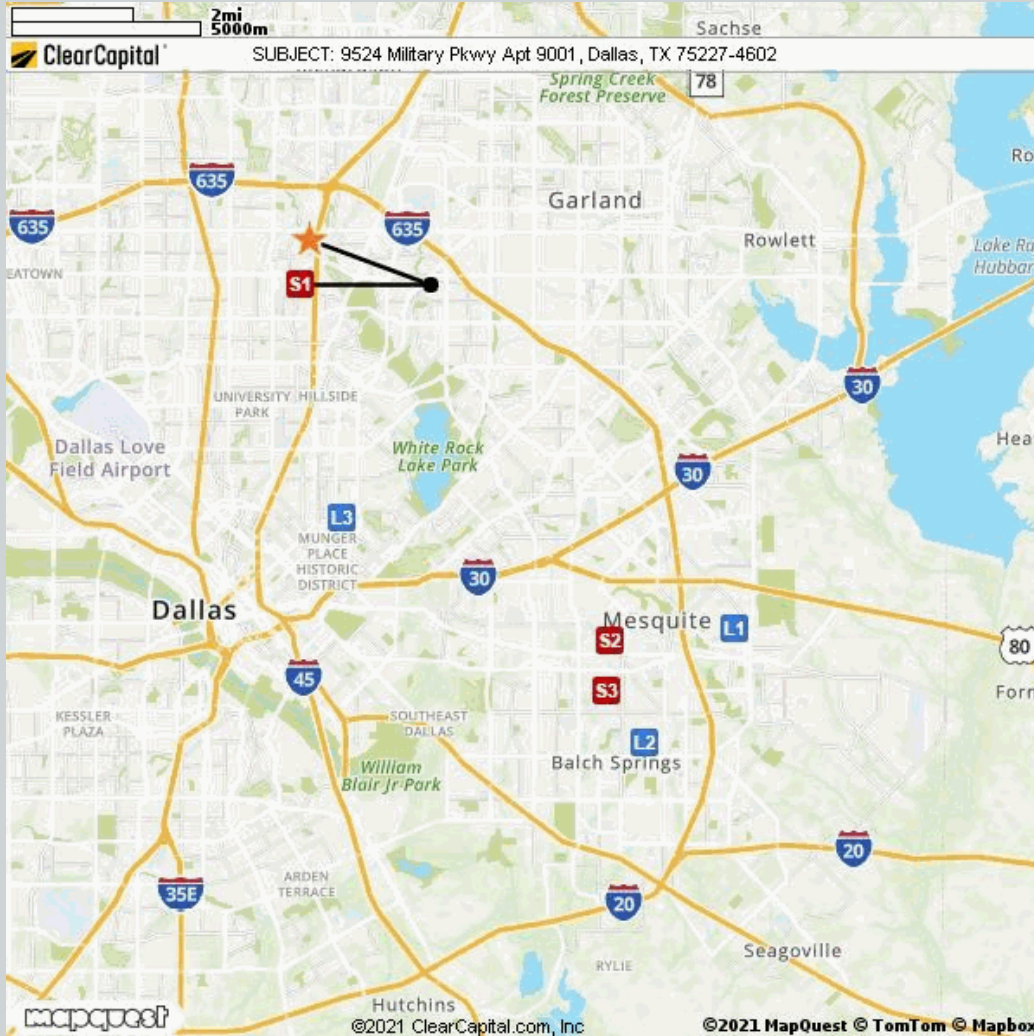 2mi
5000m
Sachse
ClearCapital
SUBJECT: 9524 Military Pkwy Apt 9001, Dallas, TX 75227-4602
Spring Creek
Forest Preserve
78
Ro
635
Garland
635
635
Rowlett
Lake Ra
Hubbar
EATOWN
S1
30
UNIVERSITY
PARK
HILLSIDE
Dallas Love
Field Airport
White Rock
Lake Park
Hea
30
L3
MUNGER
PLACE
HISTORIC
DISTRICT
30
Dallas
Mesquite
L1
S2
80
45
S3
Forr
KESSLER
PLAZA
SOUTHEAST
DALLAS
L2
Balch Springs
William
Blair Jr Park
20
ARDEN
TERRACE
35E
20
Seagoville
RYLIE
Hutchins
mapquest
©2021 ClearCapital.com, Inc
©2021 MapQuest © TomTom © Mapbo